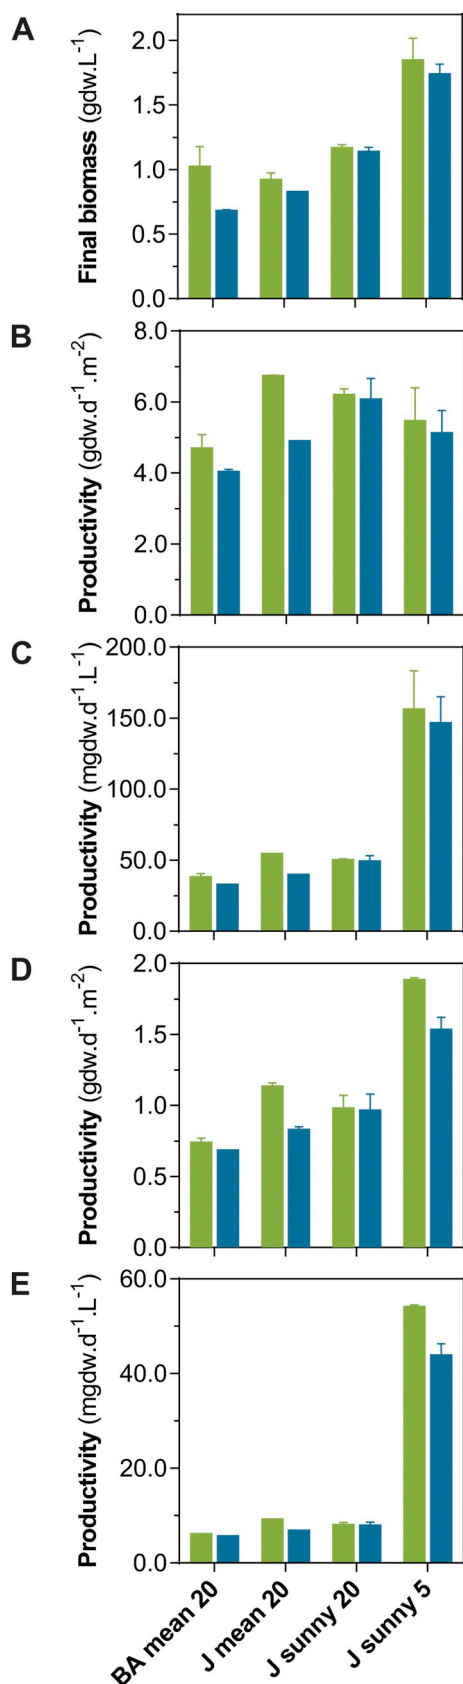 A
Final biomass (gdw.L⁻¹)
2.0
1.5
1.0
0.5
0.0
B
Productivity (gdw.d⁻¹.m⁻²)
8.0
6.0
4.0
2.0
0.0
C
Productivity (mgdw.d⁻¹.L⁻¹)
200.0
150.0
100.0
50.0
0.0
D
Productivity (gdw.d⁻¹.m⁻²)
2.0
1.5
1.0
0.5
0.0
E
Productivity (mgdw.d⁻¹.L⁻¹)
60.0
40.0
20.0
0.0
BA mean 20
J mean 20
J sunny 20
J sunny 5